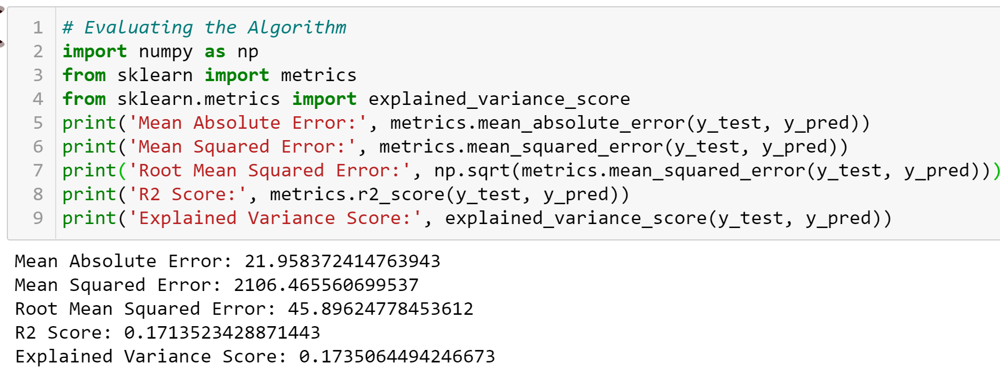 1 # Evaluating the Algorithm
2 import numpy as np
3 from sklearn import metrics
4 from sklearn.metrics import explained_variance_score
5 print('Mean Absolute Error:', metrics.mean_absolute_error(y_test, y_pred))
6 print('Mean Squared Error:', metrics.mean_squared_error(y_test, y_pred))
7 print('Root Mean Squared Error:', np.sqrt(metrics.mean_squared_error(y_test, y_pred)))
8 print('R2 Score:', metrics.r2_score(y_test, y_pred))
9 print('Explained Variance Score:', explained_variance_score(y_test, y_pred))
Mean Absolute Error: 21.958372414763943
Mean Squared Error: 2106.465560699537
Root Mean Squared Error: 45.89624778453612
R2 Score: 0.1713523428871443
Explained Variance Score: 0.1735064494246673